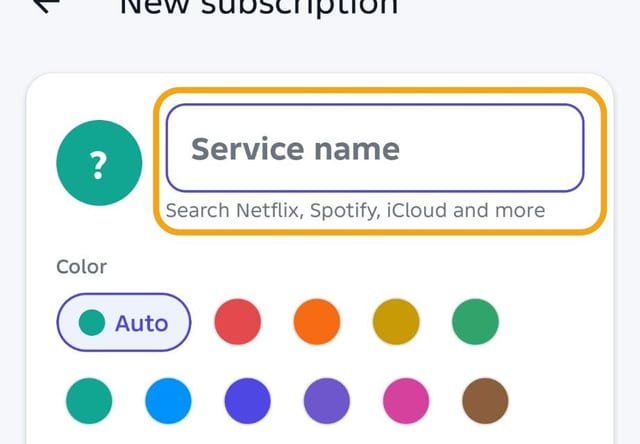 New subscription
?
Service name
Search Netflix, Spotify, iCloud and more
Color
Auto